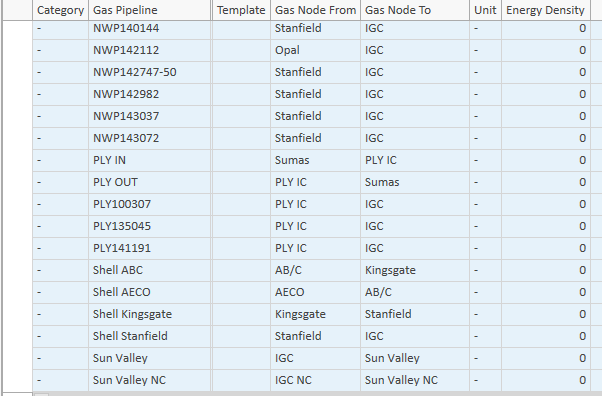 Category Gas Pipeline Template Gas Node From Gas Node To Unit Energy Density
- NWP140144 Stanfield IGC - 0
- NWP142112 Opal IGC - 0
- NWP142747-50 Stanfield IGC - 0
- NWP142982 Stanfield IGC - 0
- NWP143037 Stanfield IGC - 0
- NWP143072 Stanfield IGC - 0
- PLY IN Sumas PLY IC - 0
- PLY OUT PLY IC Sumas - 0
- PLY100307 PLY IC IGC - 0
- PLY135045 PLY IC IGC - 0
- PLY141191 PLY IC IGC - 0
- Shell ABC AB/C Kingsgate - 0
- Shell AECO AECO AB/C - 0
- Shell Kingsgate Kingsgate Stanfield - 0
- Shell Stanfield Stanfield IGC - 0
- Sun Valley IGC Sun Valley - 0
- Sun Valley NC IGC NC Sun Valley NC - 0